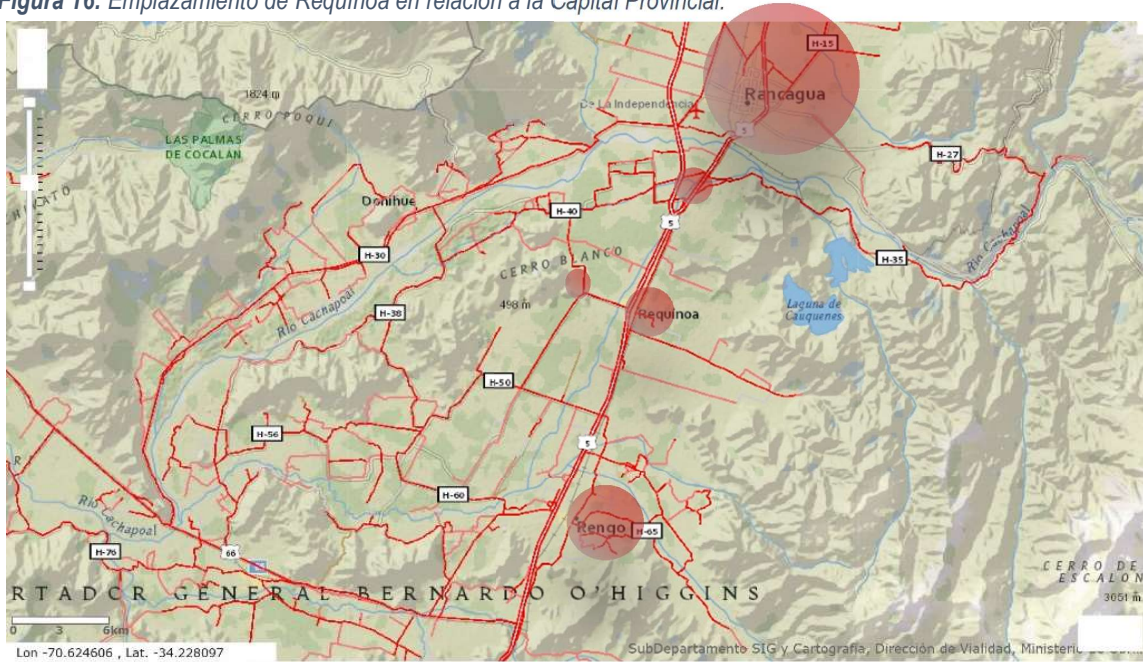 Figura 16. Emplazamiento de Requínoa en relación a la Capital Provincial.
H-15
Rancagua
1824 m
De La Independencia
CERRO POQUI
5
LAS PALMAS
DE COCALAN
H-27
Doñihue
H-40
5
Río Cachapoal
H-30
CERRO BLANCO
H-35
498 m
Laguna de
Cauquenes
Río Cachapoal
H-38
Requínoa
H-50
H-56
5
H-60
Río Cachapoal
Rengo
H-65
H-76
66
CERRO DE
ESCALON
RTADOR GENERAL BERNARDO O'HIGGINS
3051 m
0 3 6km
Lon -70.624606 , Lat. -34.228097
SubDepartamento SIG y Cartografía, Dirección de Vialidad,